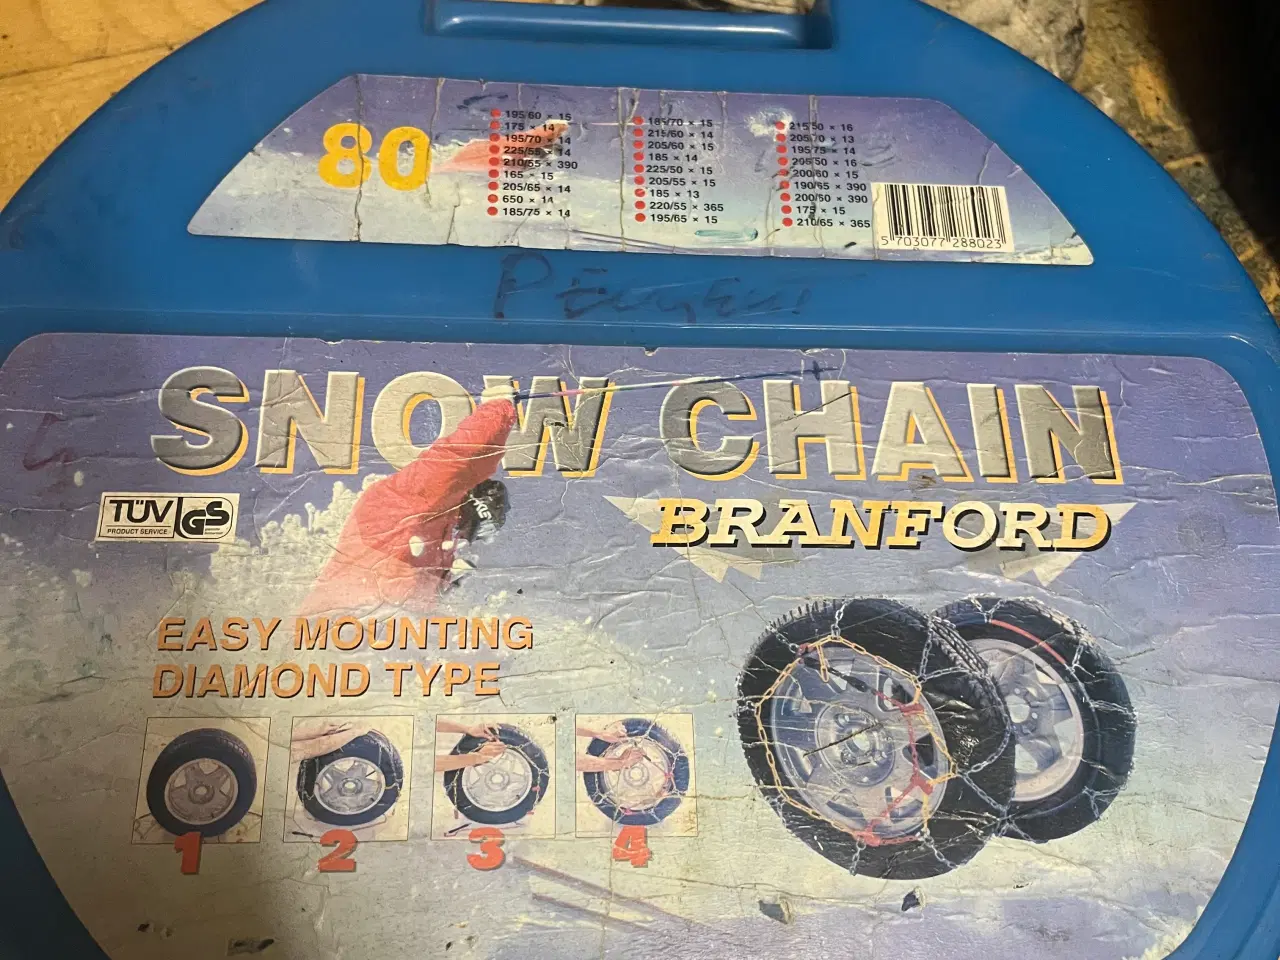 80
195/60 × 15
175 × 14
195/70 × 14
225/55 × 14
210/55 × 390
165 × 15
205/65 × 14
650 × 14
185/75 × 14
185/70 × 15
215/60 × 14
205/60 × 15
185 × 14
225/50 × 15
205/55 × 15
185 × 13
220/55 × 365
195/65 × 15
215/50 × 16
205/70 × 13
195/75 × 14
205/50 × 16
200/60 × 15
190/65 × 390
200/60 × 390
175 × 15
210/65 × 365
5 703077 288023
PEugEoT
SNOW CHAIN
TÜV
PRODUCT SERVICE
GS
BRANFORD
EASY MOUNTING
DIAMOND TYPE
1 2 3 4